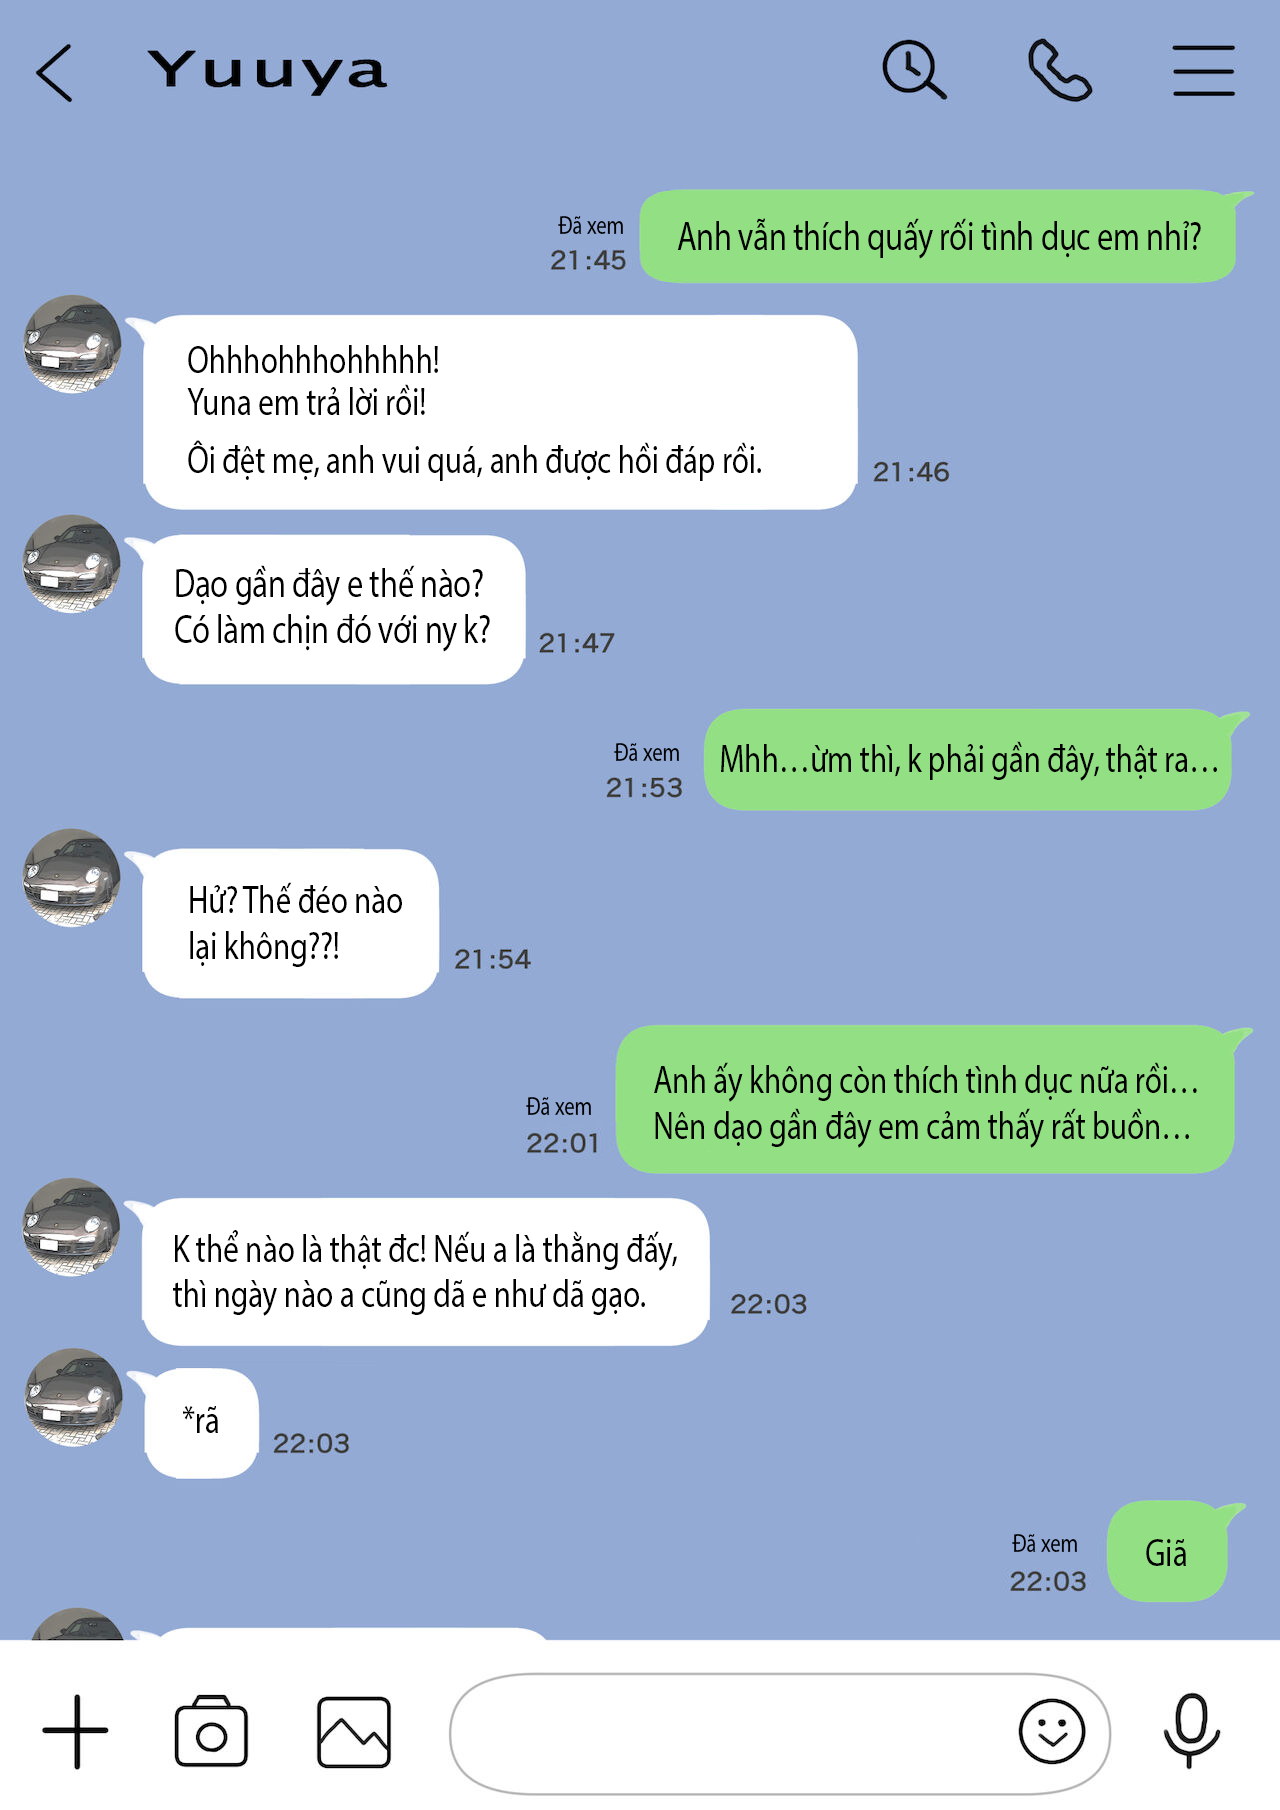 Yuuya
Anh vẫn thích quấy rối tình dục em nhỉ?
Đã xem
21:45
Ohhhohhhohhhhh!
Yuna em trả lời rồi!
Ôi đệt mẹ, anh vui quá, anh được hồi đáp rồi.
21:46
Dạo gần đây e thế nào?
Có làm chịn đó với ny k?
21:47
Mhh...ừm thì, k phải gần đây, thật ra...
Đã xem
21:53
Hử? Thế đéo nào
lại không??!
21:54
Anh ấy không còn thích tình dục nữa rồi...
Nên dạo gần đây em cảm thấy rất buồn...
Đã xem
22:01
K thể nào là thật đc! Nếu a là thằng đấy,
thì ngày nào a cũng dã e như dã gạo.
22:03
*rã
22:03
Giã
Đã xem
22:03